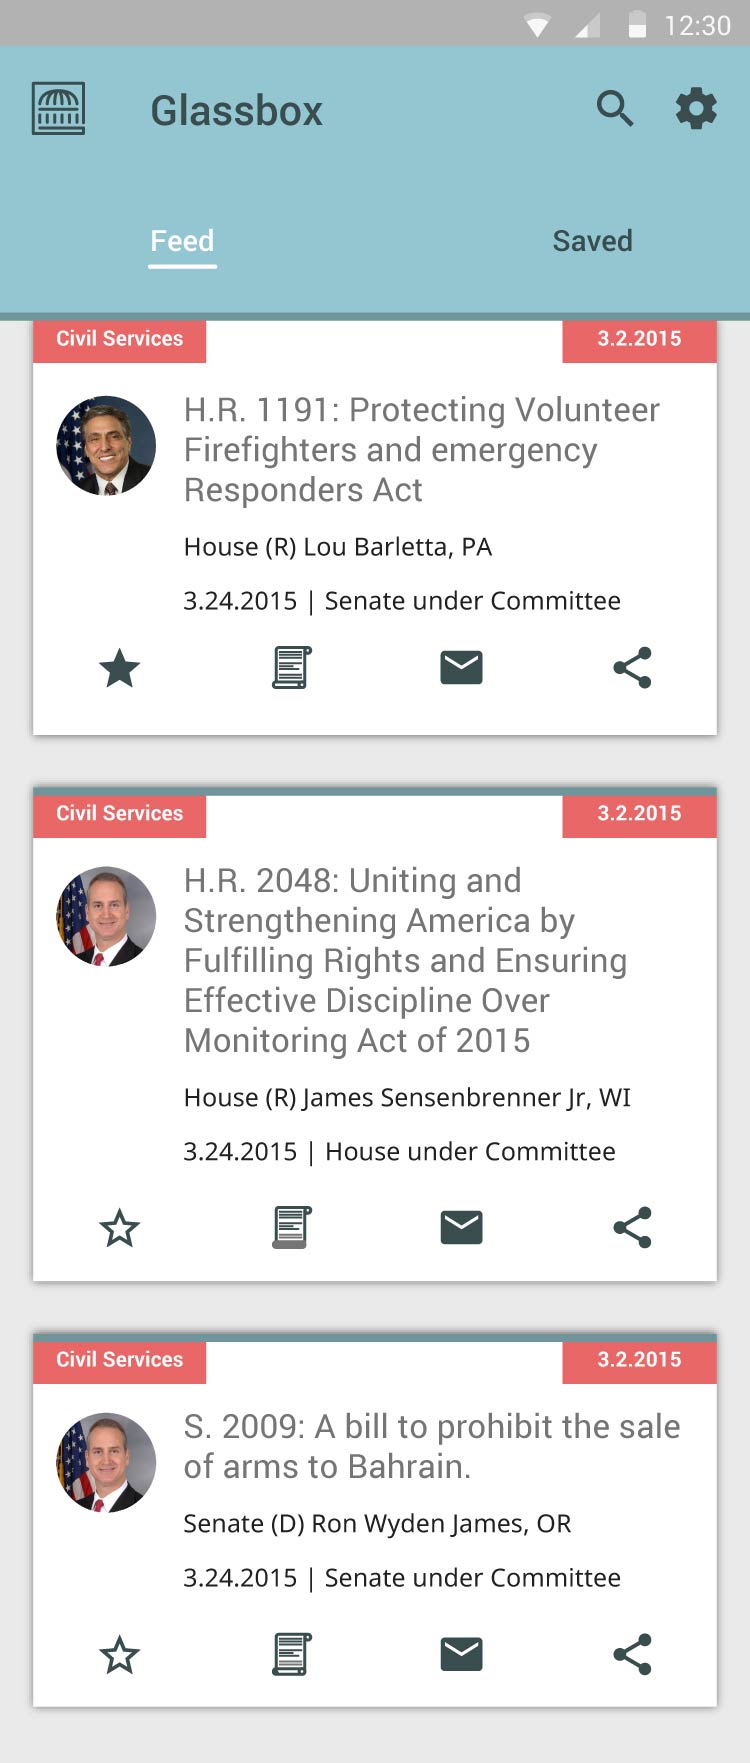 12:30
Glassbox
Feed
Saved
Civil Services
3.2.2015
H.R. 1191: Protecting Volunteer
Firefighters and emergency
Responders Act
House (R) Lou Barletta, PA
3.24.2015 | Senate under Committee
Civil Services
3.2.2015
H.R. 2048: Uniting and
Strengthening America by
Fulfilling Rights and Ensuring
Effective Discipline Over
Monitoring Act of 2015
House (R) James Sensenbrenner Jr, WI
3.24.2015 | House under Committee
Civil Services
3.2.2015
S. 2009: A bill to prohibit the sale
of arms to Bahrain.
Senate (D) Ron Wyden James, OR
3.24.2015 | Senate under Committee